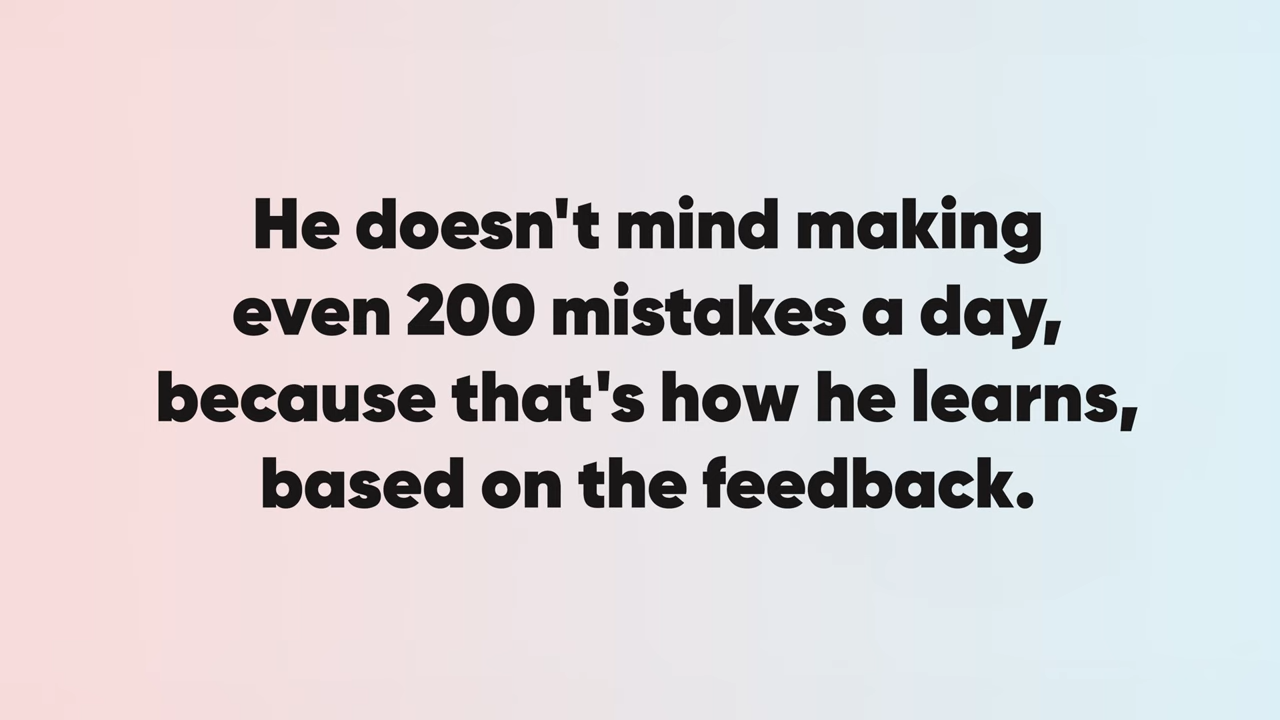 He doesn't mind making
even 200 mistakes a day,
because that's how he learns,
based on the feedback.